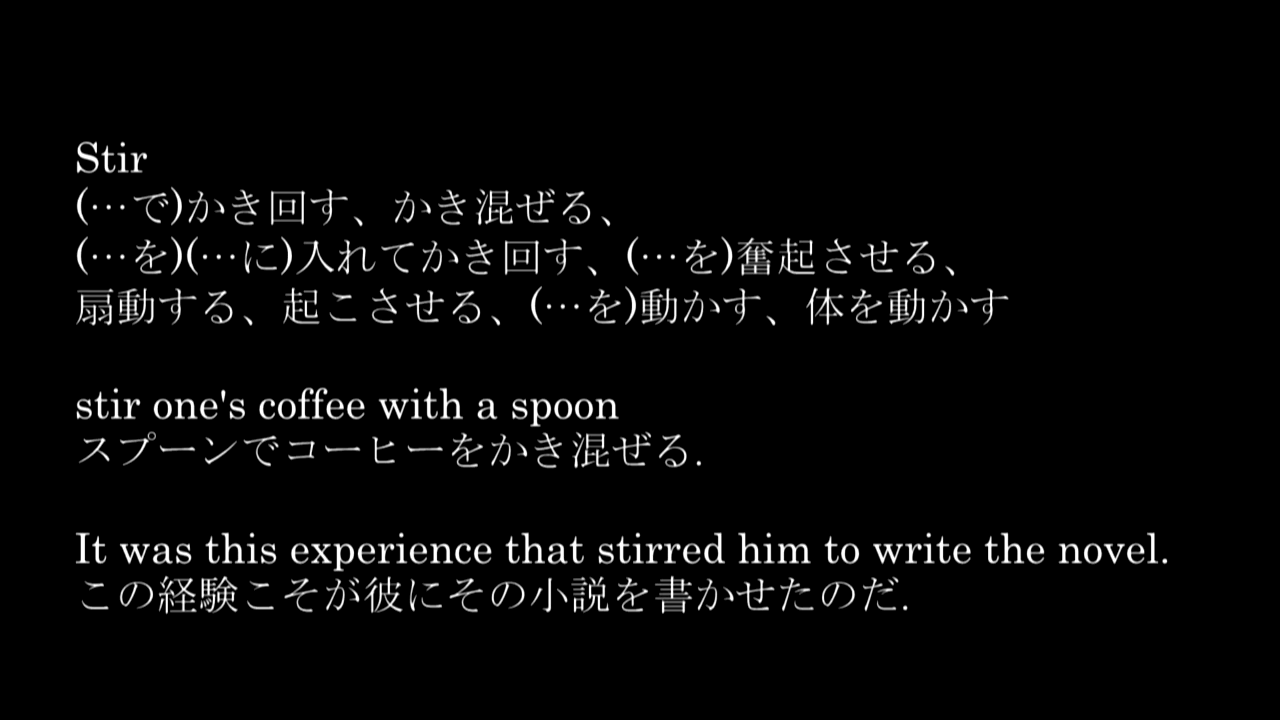 Stir
(…で)かき回す、かき混ぜる、
(…を)(…に)入れてかき回す、(…を)奮起させる、
扇動する、起こさせる、(…を)動かす、体を動かす
stir one's coffee with a spoon
スプーンでコーヒーをかき混ぜる.
It was this experience that stirred him to write the novel.
この経験こそが彼にその小説を書かせたのだ.